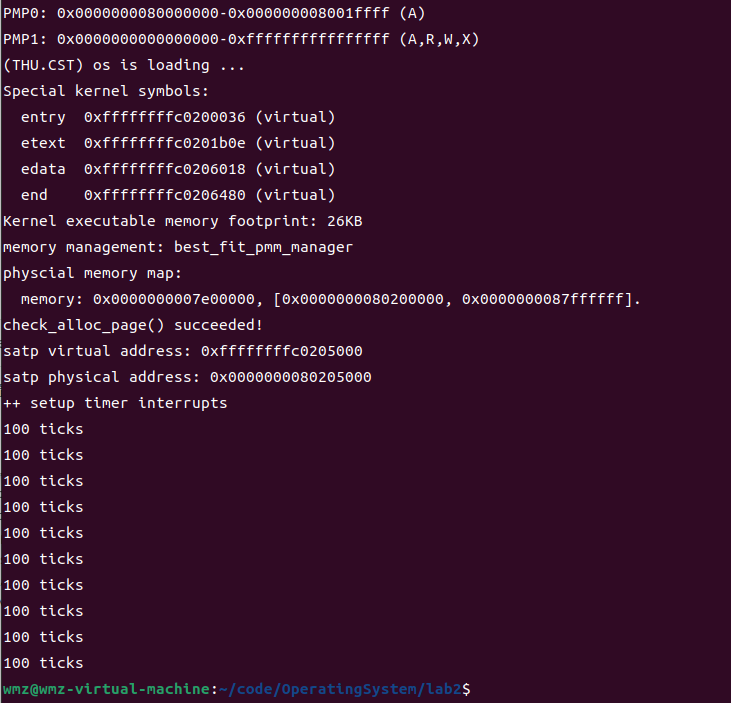 PMP0: 0x0000000080000000-0x000000008001ffff (A)
PMP1: 0x0000000000000000-0xffffffffffffffff (A,R,W,X)
(THU.CST) os is loading ...
Special kernel symbols:
  entry  0xffffffffc0200036 (virtual)
  etext  0xffffffffc0201b0e (virtual)
  edata  0xffffffffc0206018 (virtual)
  end    0xffffffffc0206480 (virtual)
Kernel executable memory footprint: 26KB
memory management: best_fit_pmm_manager
physcial memory map:
  memory: 0x0000000007e00000, [0x0000000080200000, 0x0000000087ffffff].
check_alloc_page() succeeded!
satp virtual address: 0xffffffffc0205000
satp physical address: 0x0000000080205000
++ setup timer interrupts
100 ticks
100 ticks
100 ticks
100 ticks
100 ticks
100 ticks
100 ticks
100 ticks
100 ticks
100 ticks
wmz@wmz-virtual-machine:~/code/OperatingSystem/lab2$